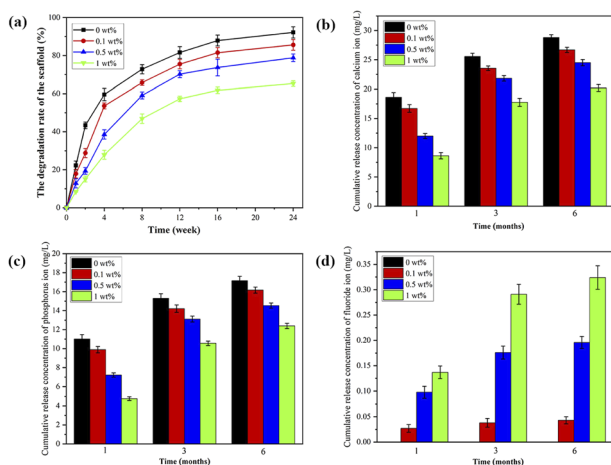 (a)
0 wt%
0.1 wt%
0.5 wt%
1 wt%
The degradation rate of the scaffold (%)
100
80
60
40
20
0
0 4 8 12 16 20 24
Time (week)
(b)
0 wt%
0.1 wt%
0.5 wt%
1 wt%
Cumulative release concentration of calcium ion (mg/L)
30
25
20
15
10
5
0
1 3 6
Time (months)
(c)
0 wt%
0.1 wt%
0.5 wt%
1 wt%
Cumulative release concentration of phosphorus ion (mg/L)
18
16
14
12
10
8
6
4
2
0
1 3 6
Time (months)
(d)
0 wt%
0.1 wt%
0.5 wt%
1 wt%
Cumulative release concentration of fluoride ion (mg/L)
0.35
0.30
0.25
0.20
0.15
0.10
0.05
0.00
1 3 6
Time (months)